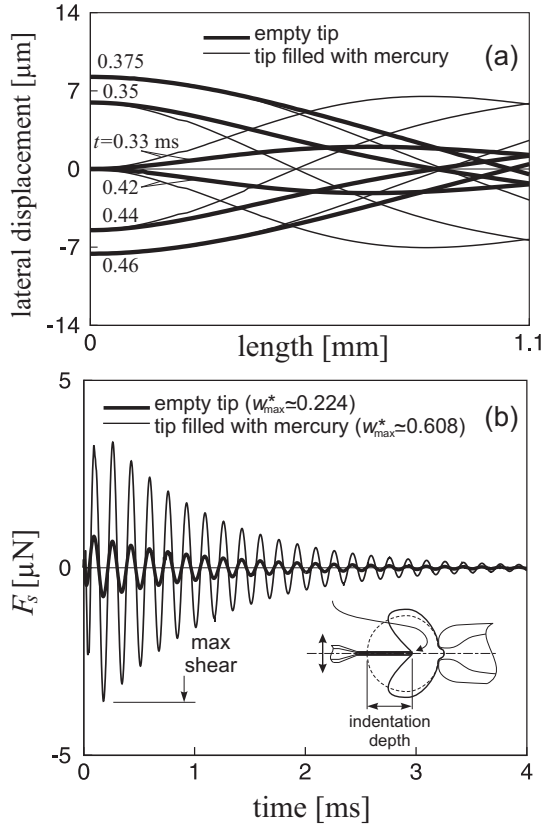 empty tip
tip filled with mercury
(a)
14
7
0
-7
-14
lateral displacement [μm]
0.375
0.35
t=0.33 ms
0.42
0.44
0.46
0
length [mm]
1.1
5
0
-5
F_s [μN]
empty tip (w*max≃0.224)
tip filled with mercury (w*max≃0.608)
(b)
max
shear
indentation
depth
0
1
2
3
4
time [ms]